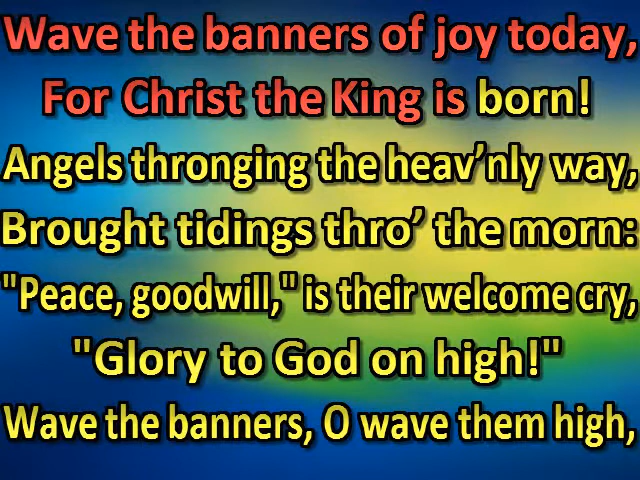 Wave the banners of joy today,
For Christ the King is born!
Angels thronging the heav’nly way,
Brought tidings thro’ the morn:
"Peace, goodwill," is their welcome cry,
"Glory to God on high!"
Wave the banners, O wave them high,